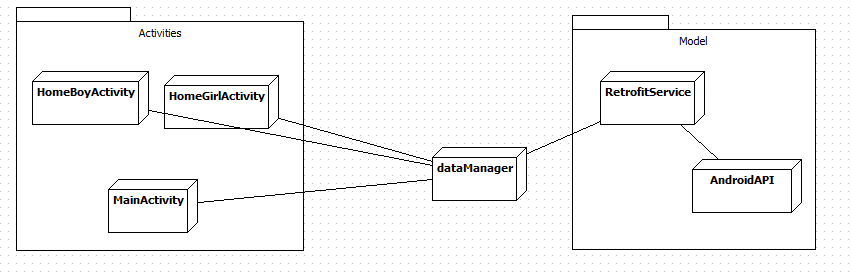 Activities
HomeBoyActivity
HomeGirlActivity
MainActivity
dataManager
Model
RetrofitService
AndroidAPI